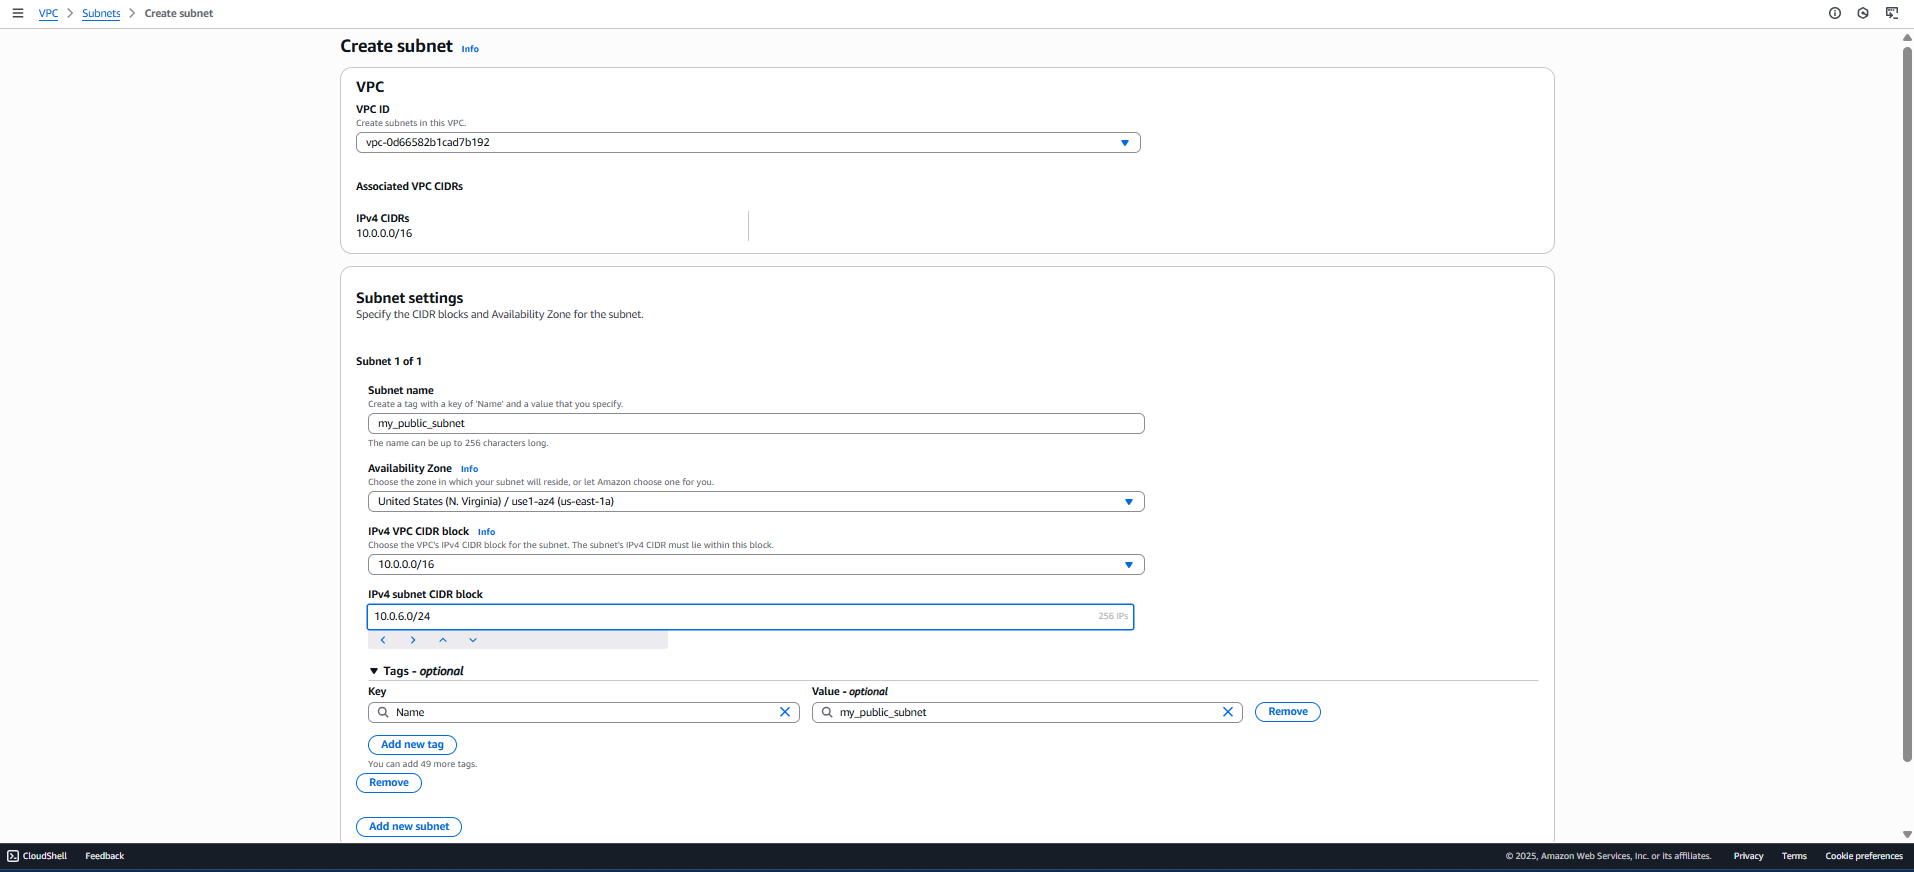 VPC > Subnets > Create subnet
Create subnet Info
VPC
VPC ID
Create subnets in this VPC.
vpc-0d66582b1cad7b192
Associated VPC CIDRs
IPv4 CIDRs
10.0.0.0/16
Subnet settings
Specify the CIDR blocks and Availability Zone for the subnet.
Subnet 1 of 1
Subnet name
Create a tag with a key of 'Name' and a value that you specify.
my_public_subnet
The name can be up to 256 characters long.
Availability Zone Info
Choose the zone in which your subnet will reside, or let Amazon choose one for you.
United States (N. Virginia) / use1-az4 (us-east-1a)
IPv4 VPC CIDR block Info
Choose the VPC's IPv4 CIDR block for the subnet. The subnet's IPv4 CIDR must lie within this block.
10.0.0.0/16
IPv4 subnet CIDR block
10.0.6.0/24 256 IPs
Tags - optional
Key Value - optional
Name my_public_subnet Remove
Add new tag
You can add 49 more tags.
Remove
Add new subnet
CloudShell Feedback © 2025, Amazon Web Services, Inc. or its affiliates. Privacy Terms Cookie preferences